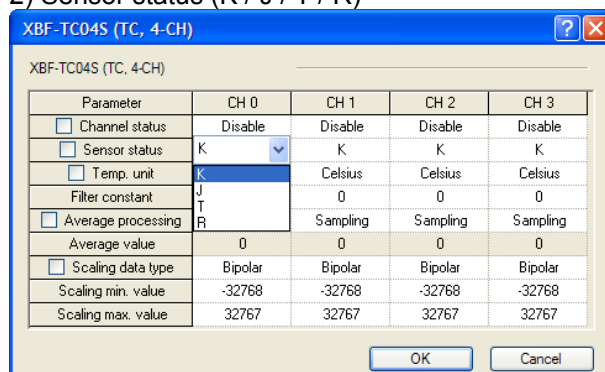 2) Sensor status (K / J / T / R)
XBF-TC04S (TC, 4-CH)
XBF-TC04S (TC, 4-CH)
Parameter CH 0 CH 1 CH 2 CH 3
Channel status Disable Disable Disable Disable
Sensor status K K K K
Temp. unit K Celsius Celsius Celsius
Filter constant J 0 0 0
T
Average processing R Sampling Sampling Sampling
Average value 0 0 0 0
Scaling data type Bipolar Bipolar Bipolar Bipolar
Scaling min. value -32768 -32768 -32768 -32768
Scaling max. value 32767 32767 32767 32767
OK Cancel